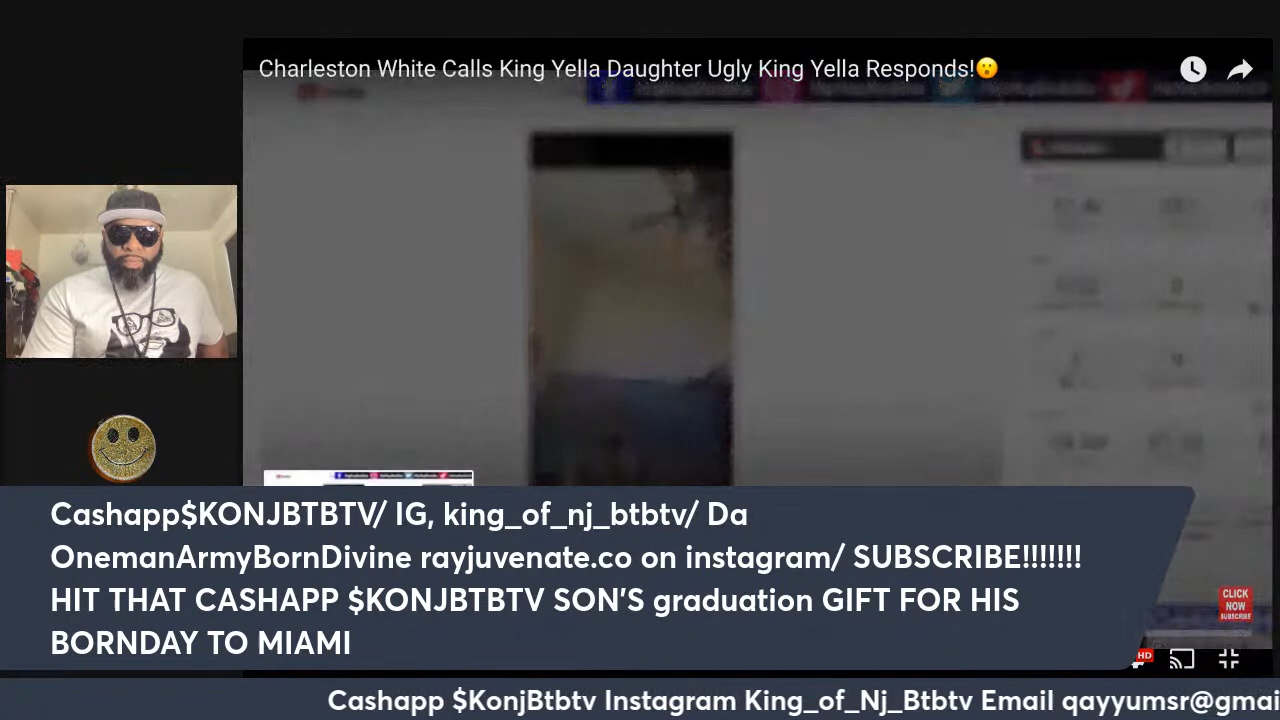 Charleston White Calls King Yella Daughter Ugly King Yella Responds!😮
Cashapp$KONJBTBTV/ IG, king_of_nj_btbtv/ Da
OnemanArmyBornDivine rayjuvenate.co on instagram/ SUBSCRIBE!!!!!!!
HIT THAT CASHAPP $KONJBTBTV SON'S graduation GIFT FOR HIS
BORNDAY TO MIAMI
CLICK
NOW
SUBSCRIBE
HD
Cashapp $KonjBtbtv Instagram King_of_Nj_Btbtv Email qayyumsr@gmai